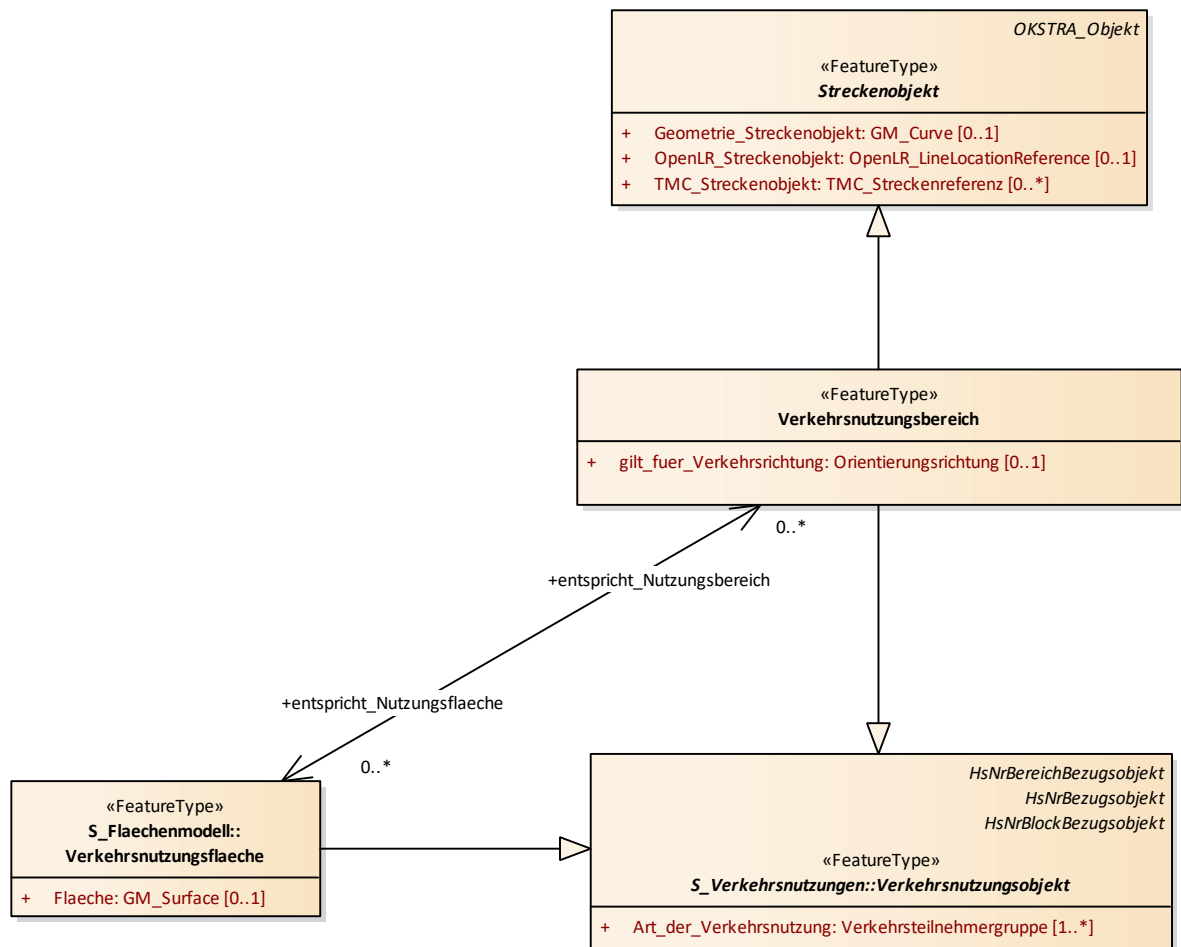 OKSTRA_Objekt
«FeatureType»
Streckenobjekt
+ Geometrie_Streckenobjekt: GM_Curve [0..1]
+ OpenLR_Streckenobjekt: OpenLR_LineLocationReference [0..1]
+ TMC_Streckenobjekt: TMC_Streckenreferenz [0..*]
«FeatureType»
Verkehrsnutzungsbereich
+ gilt_fuer_Verkehrsrichtung: Orientierungsrichtung [0..1]
0..*
+entspricht_Nutzungsbereich
+entspricht_Nutzungsflaeche
0..*
«FeatureType»
S_Flaechenmodell::
Verkehrsnutzungsflaeche
+ Flaeche: GM_Surface [0..1]
HsNrBereichBezugsobjekt
HsNrBezugsobjekt
HsNrBlockBezugsobjekt
«FeatureType»
S_Verkehrsnutzungen::Verkehrsnutzungsobjekt
+ Art_der_Verkehrsnutzung: Verkehrsteilnehmergruppe [1..*]